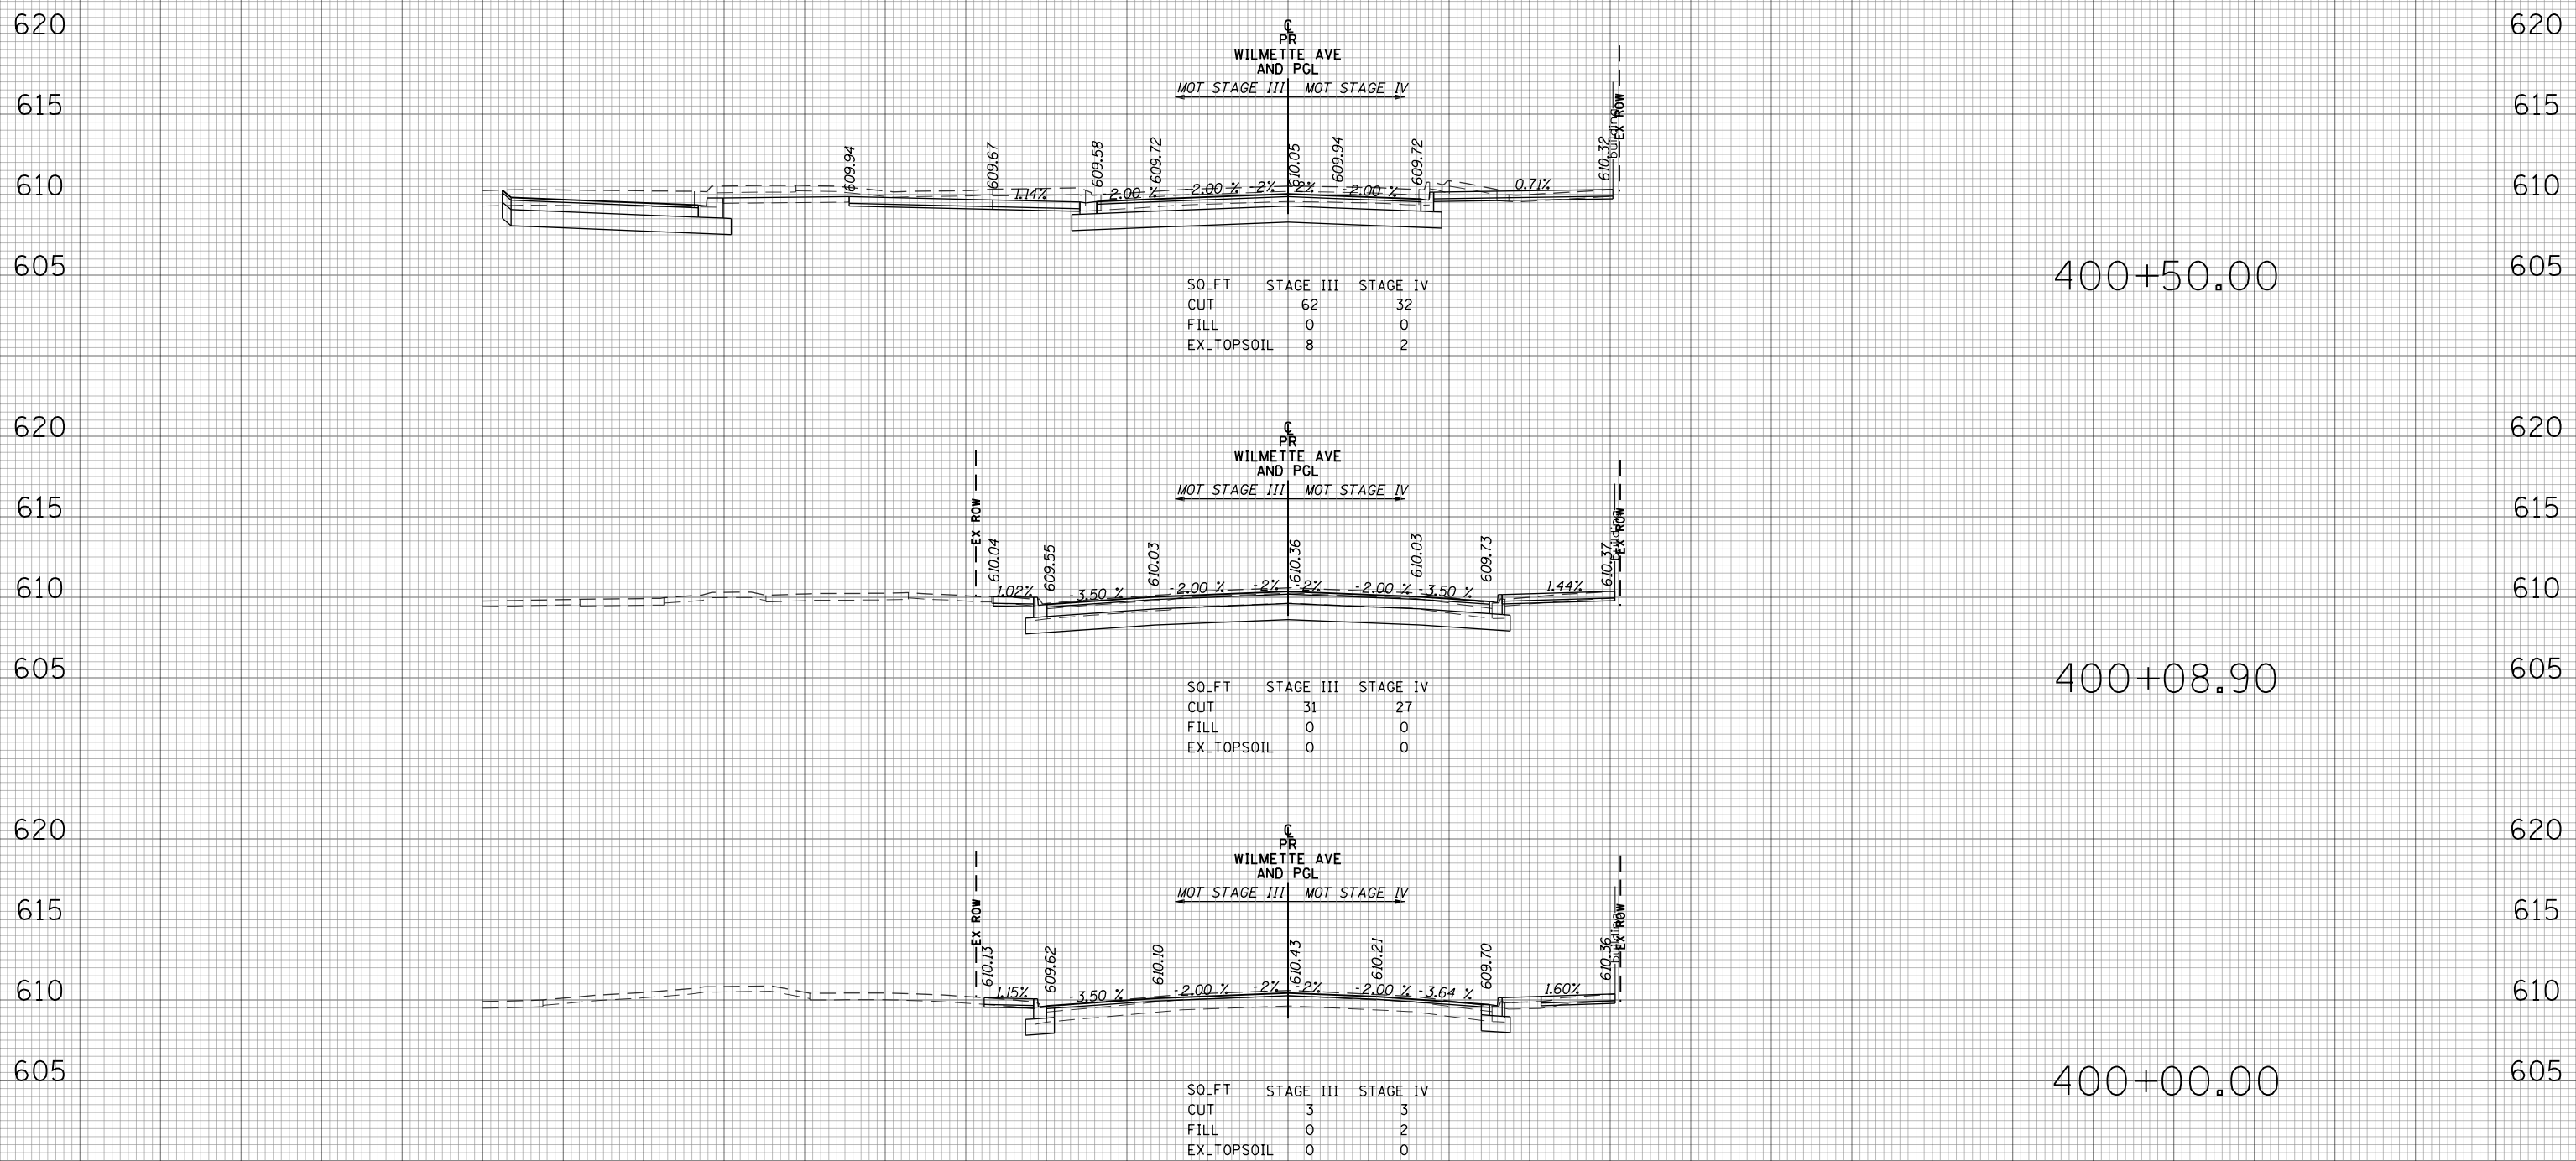 620 620
℄
PR
WILMETTE AVE
AND PGL
MOT STAGE III MOT STAGE IV
EX ROW
building
615 615
609.94 609.67 609.58 609.72 610.05 609.94 609.72 610.32
610 1.14% -2.00 % -2.00 % -2% -2% -2.00 % 0.71% 610
605 605
400+50.00
SQ_FT STAGE III STAGE IV
CUT 62 32
FILL 0 0
EX_TOPSOIL 8 2
620 620
℄
PR
WILMETTE AVE
AND PGL
MOT STAGE III MOT STAGE IV
EX ROW EX ROW
building
615 615
610.04 609.55 610.03 610.36 610.03 609.73 610.37
610 1.02% -3.50 % -2.00 % -2% -2% -2.00 % -3.50 % 1.44% 610
605 605
400+08.90
SQ_FT STAGE III STAGE IV
CUT 31 27
FILL 0 0
EX_TOPSOIL 0 0
620 620
℄
PR
WILMETTE AVE
AND PGL
MOT STAGE III MOT STAGE IV
EX ROW EX ROW
building
615 615
610.13 609.62 610.10 610.43 610.21 609.70 610.36
610 1.15% -3.50 % -2.00 % -2% -2% -2.00 % -3.64 % 1.60% 610
605 605
400+00.00
SQ_FT STAGE III STAGE IV
CUT 3 3
FILL 0 2
EX_TOPSOIL 0 0